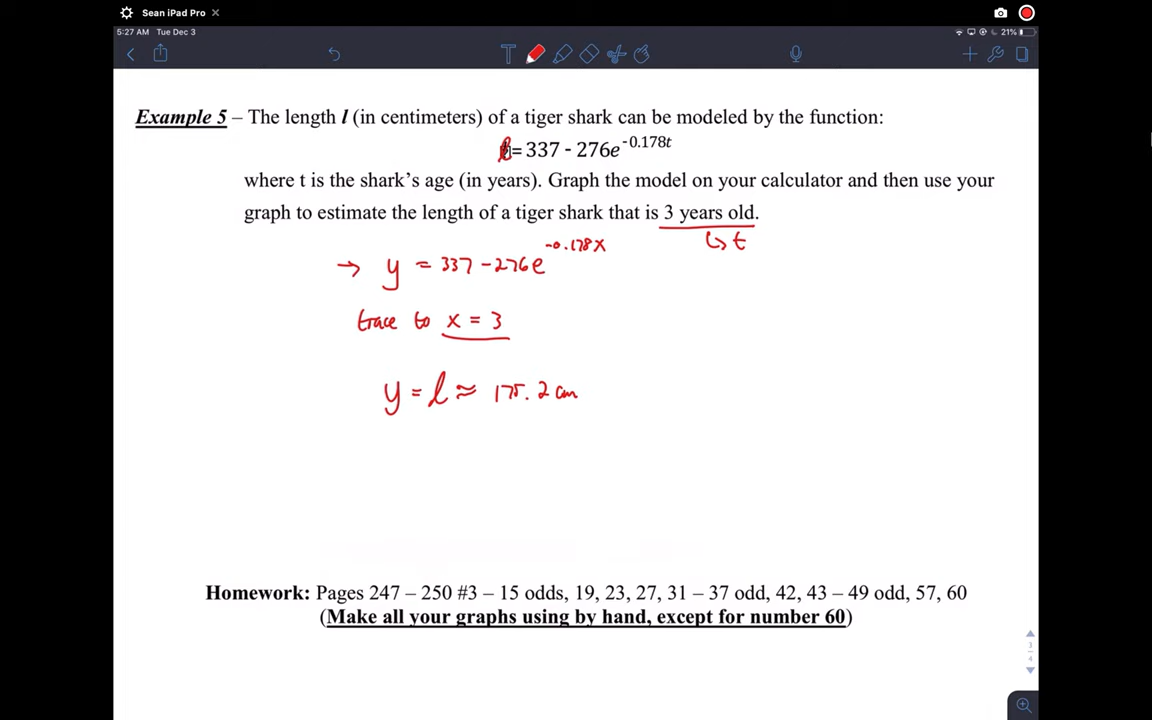 Sean iPad Pro ×
5:27 AM Tue Dec 3
21%
Example 5 – The length l (in centimeters) of a tiger shark can be modeled by the function:
l = 337 - 276e^-0.178t
where t is the shark's age (in years). Graph the model on your calculator and then use your
graph to estimate the length of a tiger shark that is 3 years old.
↳ t
→ y = 337 - 276e^-0.178x
trace to x = 3
y = l ≈ 175.2 cm
Homework: Pages 247 – 250 #3 – 15 odds, 19, 23, 27, 31 – 37 odd, 42, 43 – 49 odd, 57, 60
(Make all your graphs using by hand, except for number 60)
3
4